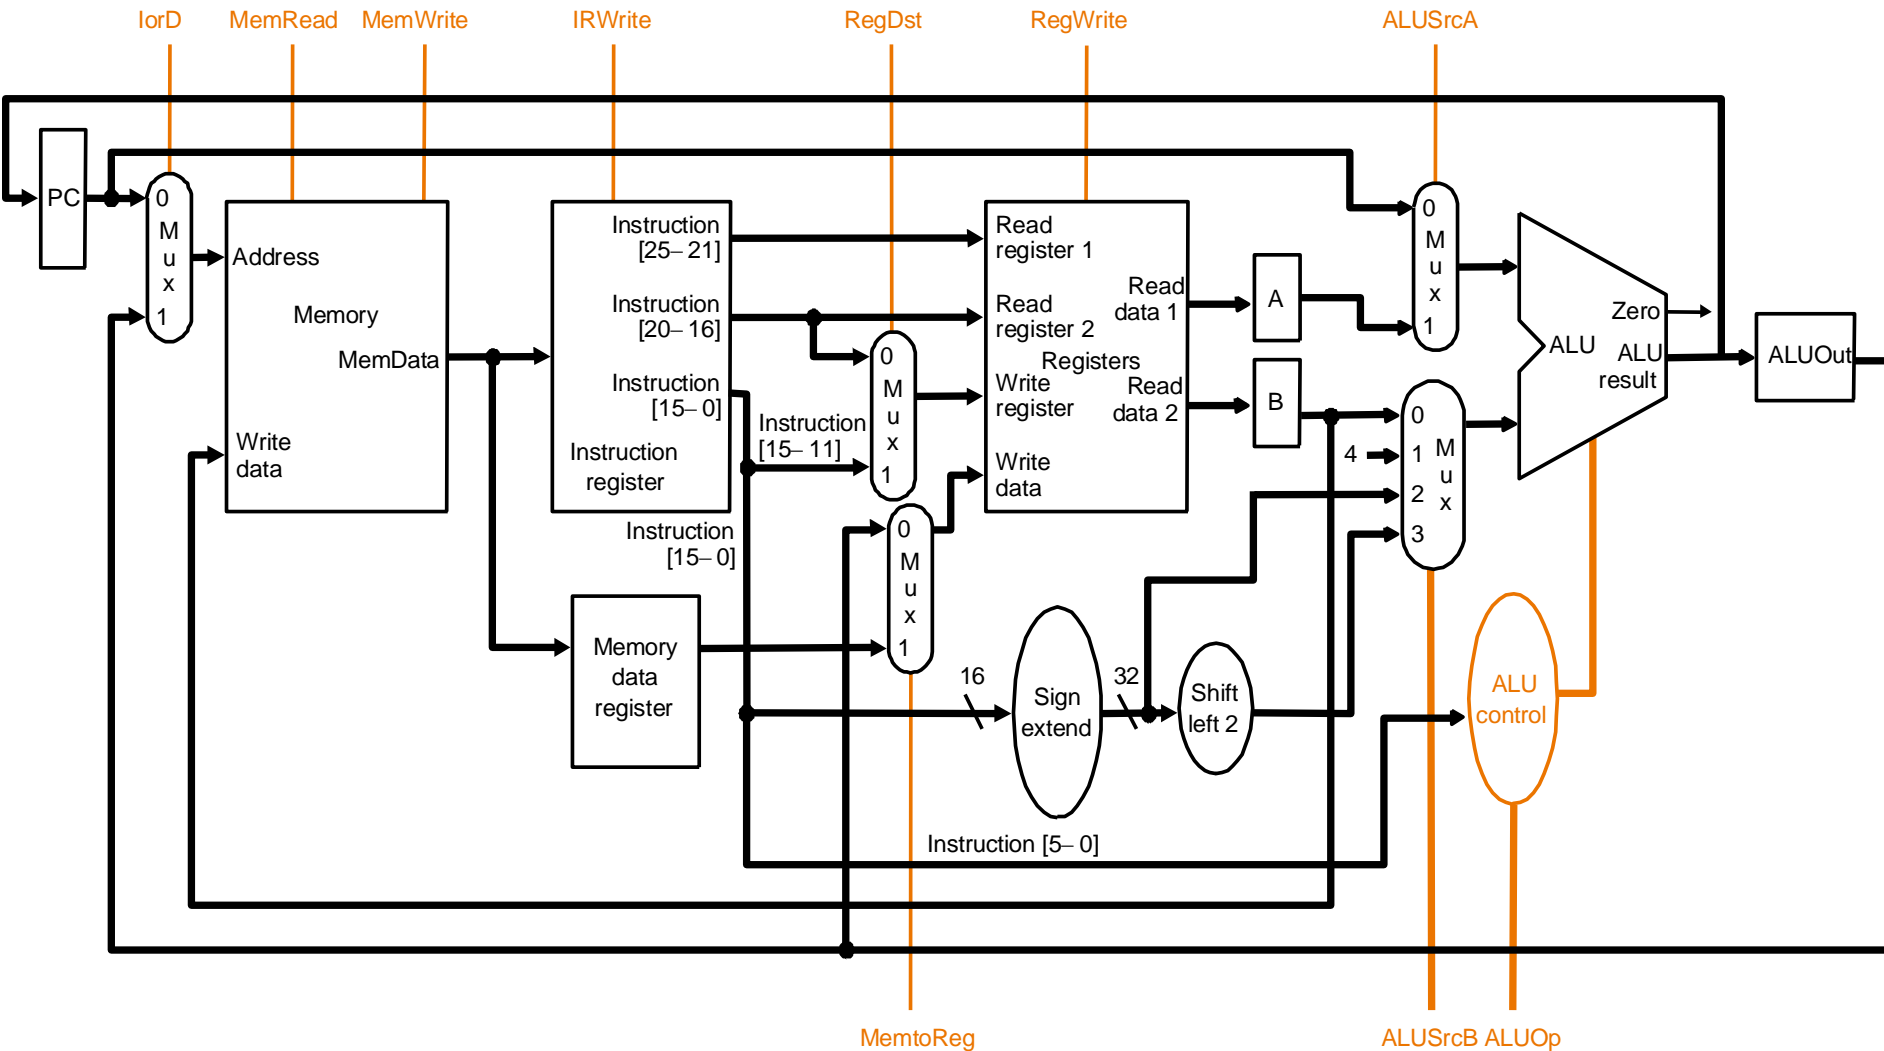 IorD MemRead MemWrite IRWrite RegDst RegWrite ALUSrcA
PC
0
M
u
x
1
Address
Memory
MemData
Write
data
Instruction
[25– 21]
Instruction
[20– 16]
Instruction
[15– 0]
Instruction
register
Instruction
[15– 0]
Instruction
[15– 11]
0
M
u
x
1
0
M
u
x
1
Memory
data
register
Read
register 1
Read
register 2
Registers
Write
register
Write
data
Read
data 1
Read
data 2
A
B
0
M
u
x
1
4
0
1
2
3
M
u
x
Zero
ALU
ALU
result
ALUOut
16
Sign
extend
32
Shift
left 2
ALU
control
Instruction [5– 0]
MemtoReg ALUSrcB ALUOp